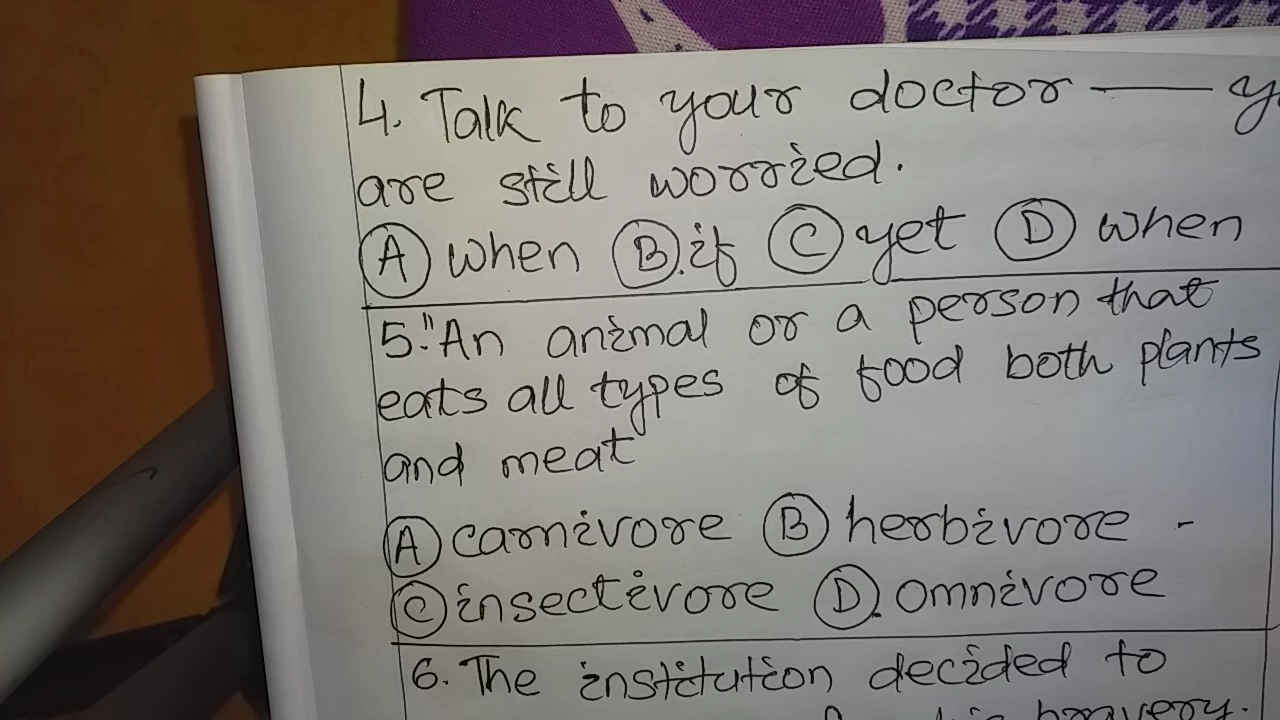 4. Talk to your doctor —
are still worried.
A when B. if C yet D when
5." An animal or a person that
eats all types of food both plants
and meat
A carnivore B herbivore -
C insectivore D. omnivore
6. The institution decided to
bravery.